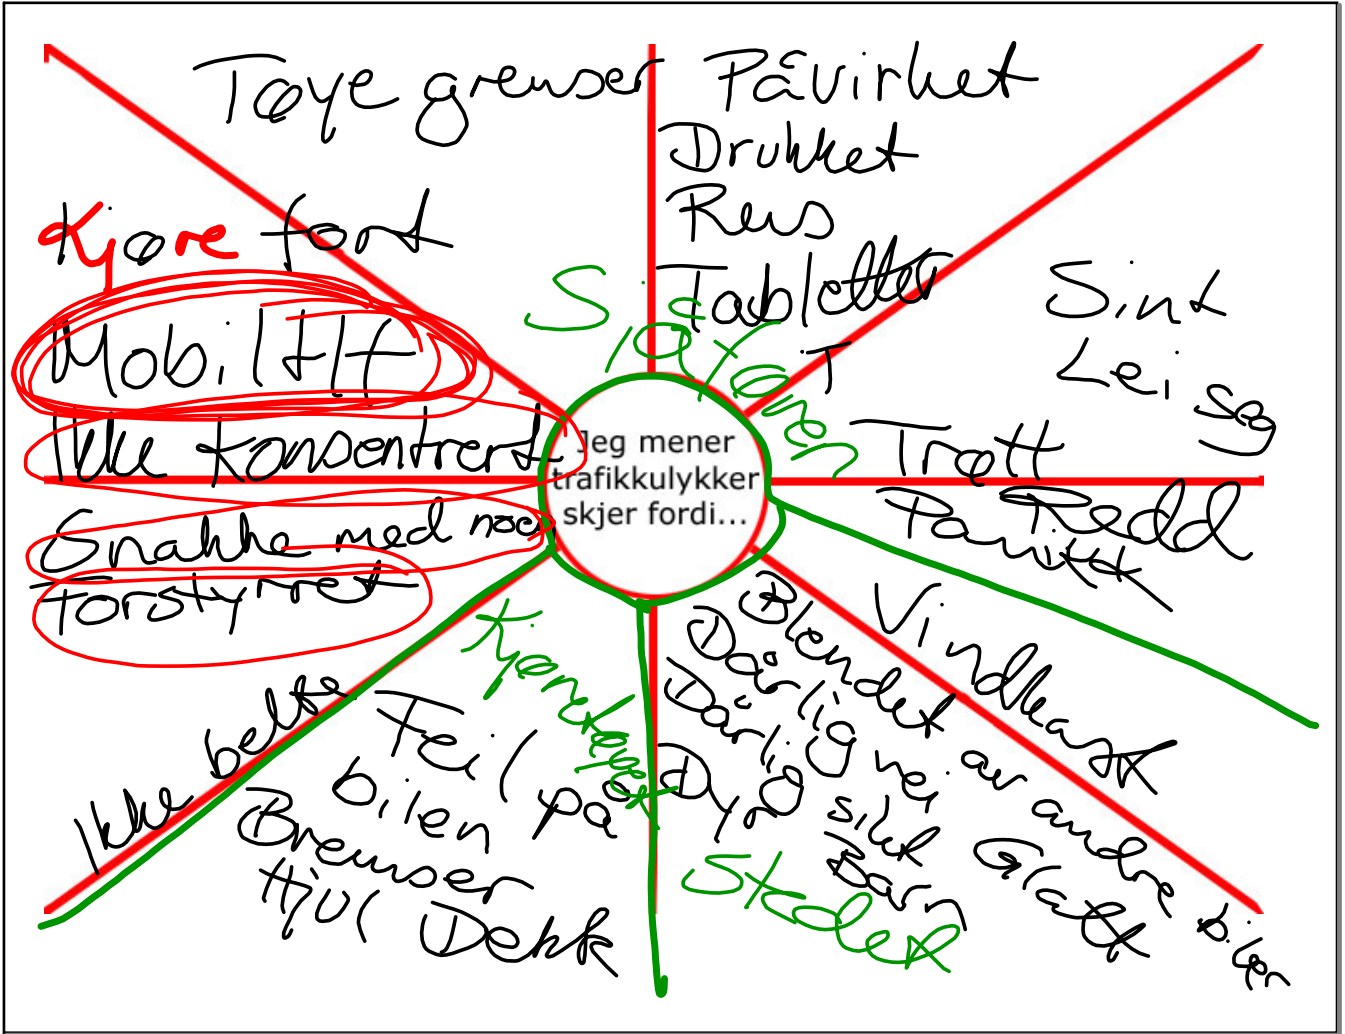 Tøye grenser
Påvirket
Drukket
Rus
Tabletter
T
Kjøre fort
Mobiltlf
Ikke konsentrert
Snakke med noen
Forstyrret
Sjåføren
Sint
Lei seg
Trøtt
Redd
Panikk
Jeg mener
trafikkulykker
skjer fordi...
Ikke belte
Feil på
bilen
Bremser
Hjul Dekk
Kjøretøyet
Vindkast
Blendet av andre biler
Dårlig vei
Dårlig sikt
Dyr
Barn
Glatt
Stedet